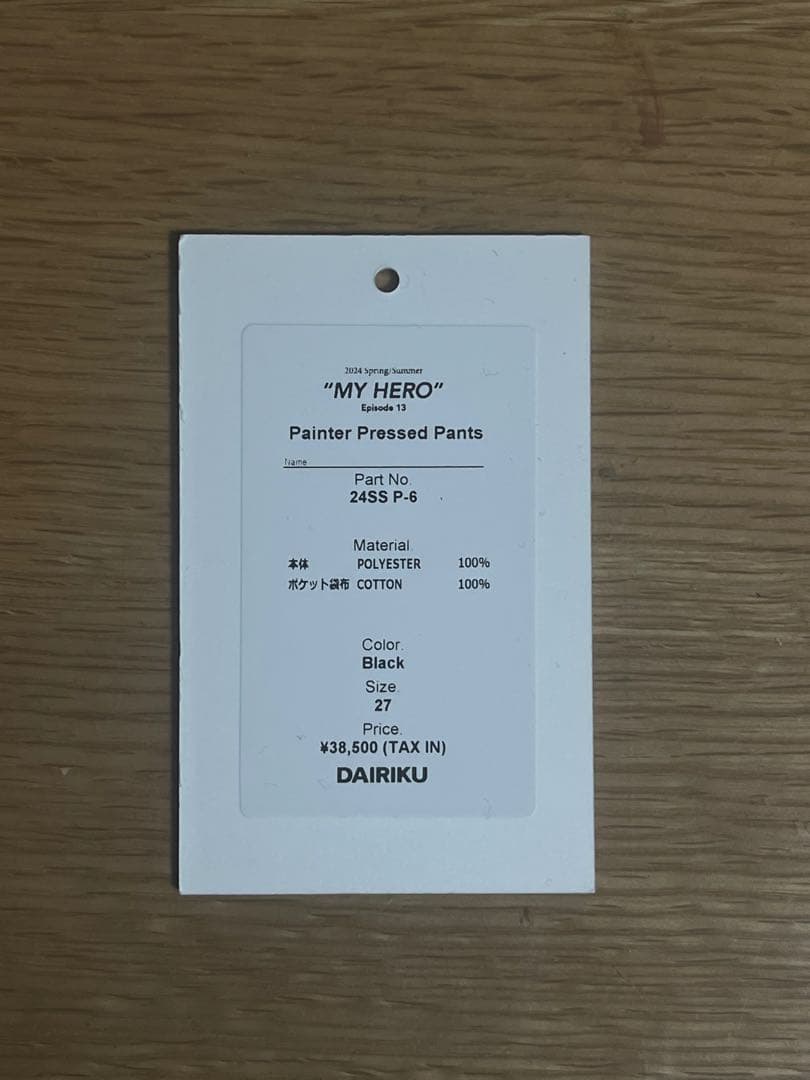 2024 Spring/Summer
"MY HERO"
Episode 13
Painter Pressed Pants
Name
Part No.
24SS P-6
Material.
本体 POLYESTER 100%
ポケット袋布 COTTON 100%
Color.
Black
Size.
27
Price.
¥38,500 (TAX IN)
DAIRIKU